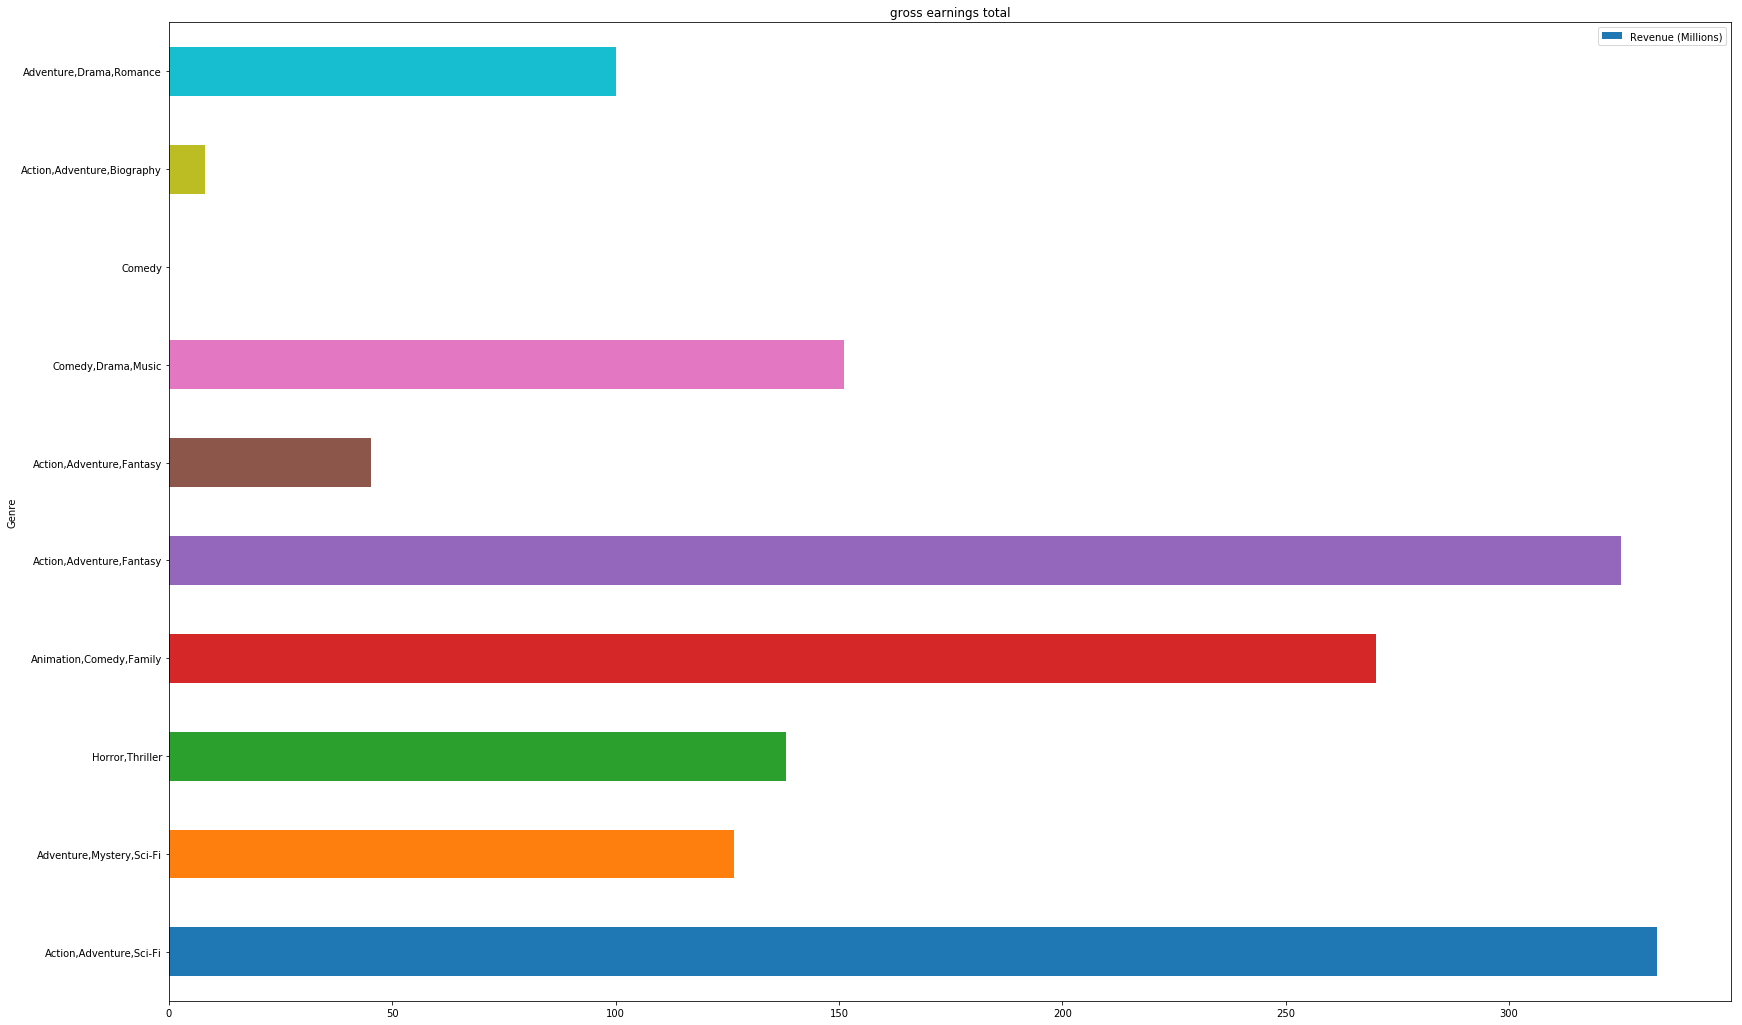 gross earnings total
Revenue (Millions)
Adventure,Drama,Romance
Action,Adventure,Biography
Comedy
Comedy,Drama,Music
Action,Adventure,Fantasy
Genre
Action,Adventure,Fantasy
Animation,Comedy,Family
Horror,Thriller
Adventure,Mystery,Sci-Fi
Action,Adventure,Sci-Fi
0 50 100 150 200 250 300